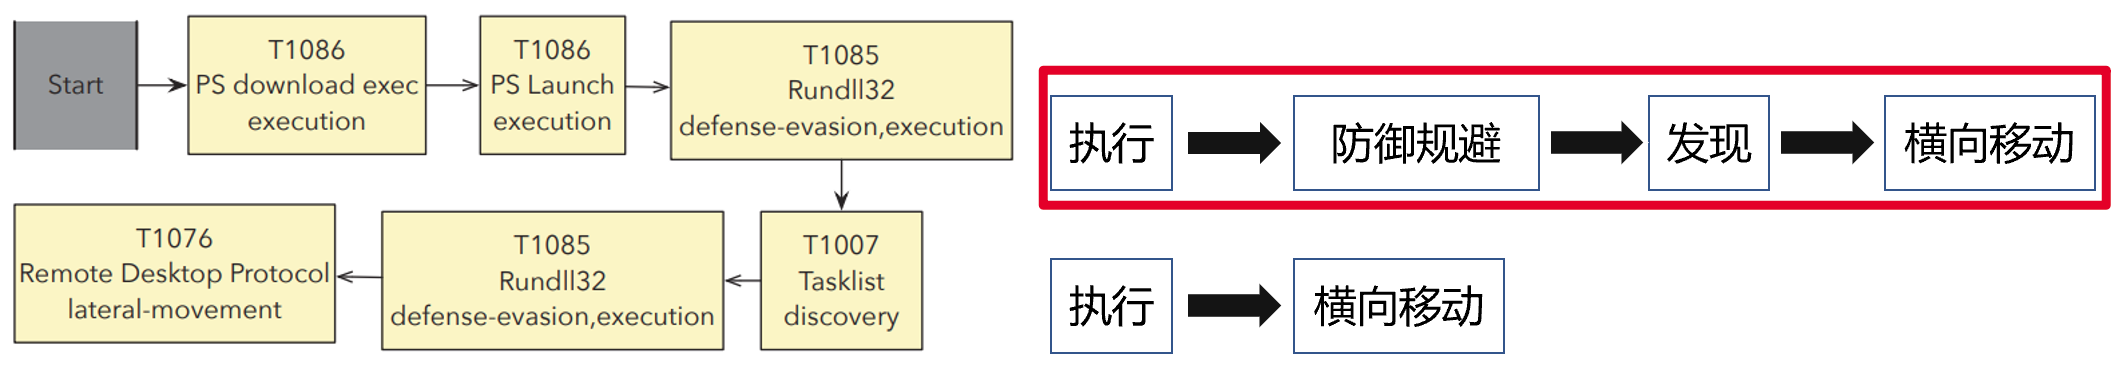 Start
T1086
PS download exec
execution
T1086
PS Launch
execution
T1085
Rundll32
defense-evasion,execution
T1007
Tasklist
discovery
T1085
Rundll32
defense-evasion,execution
T1076
Remote Desktop Protocol
lateral-movement
执行
防御规避
发现
横向移动
执行
横向移动